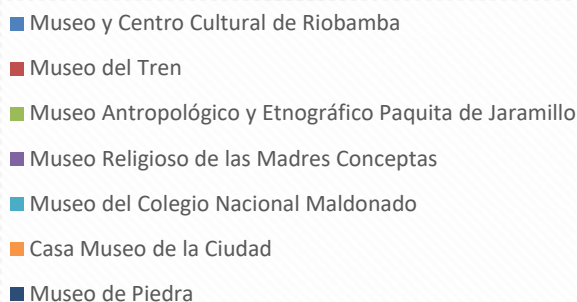 Museo y Centro Cultural de Riobamba
Museo del Tren
Museo Antropológico y Etnográfico Paquita de Jaramillo
Museo Religioso de las Madres Conceptas
Museo del Colegio Nacional Maldonado
Casa Museo de la Ciudad
Museo de Piedra